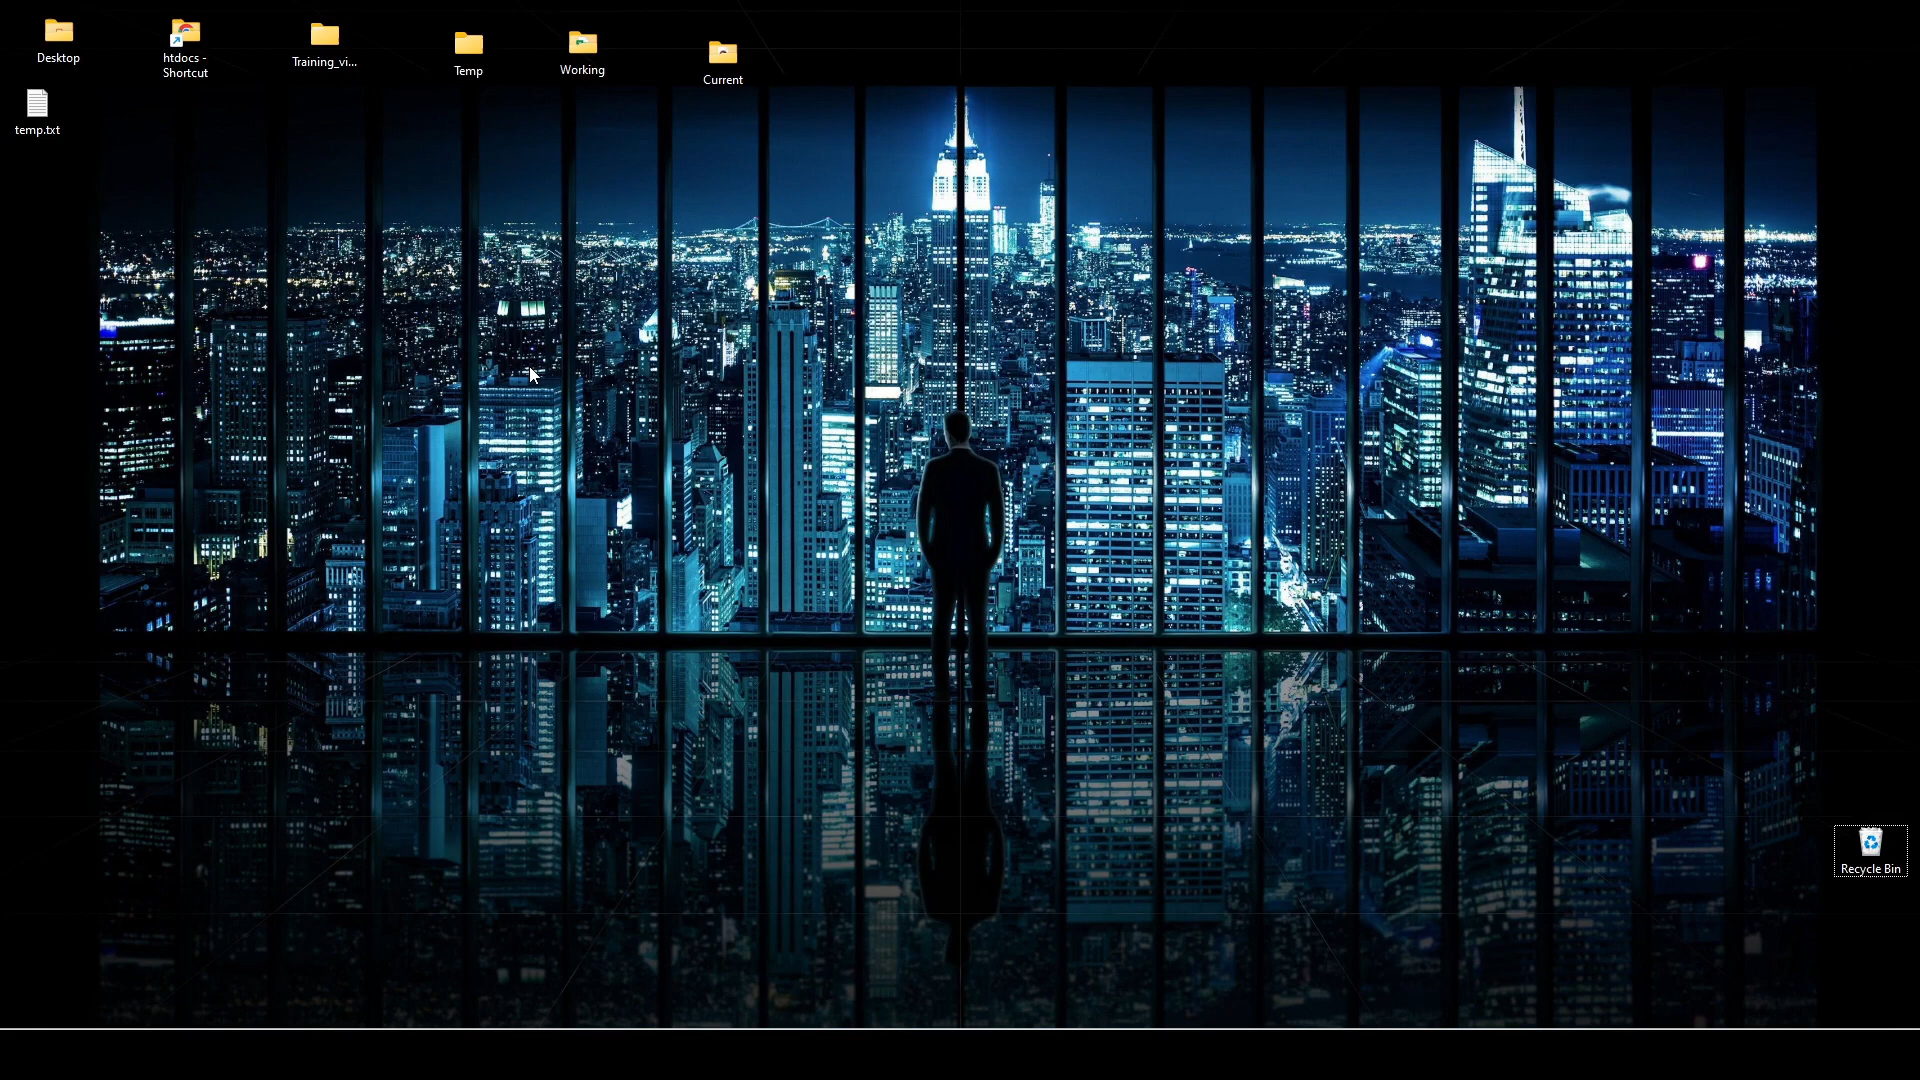 Desktop
htdocs -
Shortcut
Training_vi...
Temp
Working
Current
temp.txt
Recycle Bin